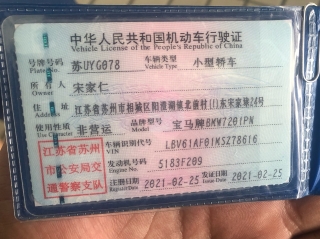 中华人民共和国机动车行驶证
Vehicle License of the People's Republic of China
号牌号码 苏UYG078 车辆类型 小型轿车
Plate No. Vehicle Type
所有人 宋家仁
Owner
住址 江苏省苏州市相城区阳澄湖镇北前村(1)东宋家塘24号
Address
使用性质 非营运 品牌型号 宝马牌BMW7201PN
Use Character Model
江苏省苏州
市公安局交
通警察支队
车辆识别代号 LBV61AF01MSZ78616
VIN
发动机号码 5183F209
Engine No.
注册日期 2021-02-25 发证日期 2021-02-25
Register Date Issue Date